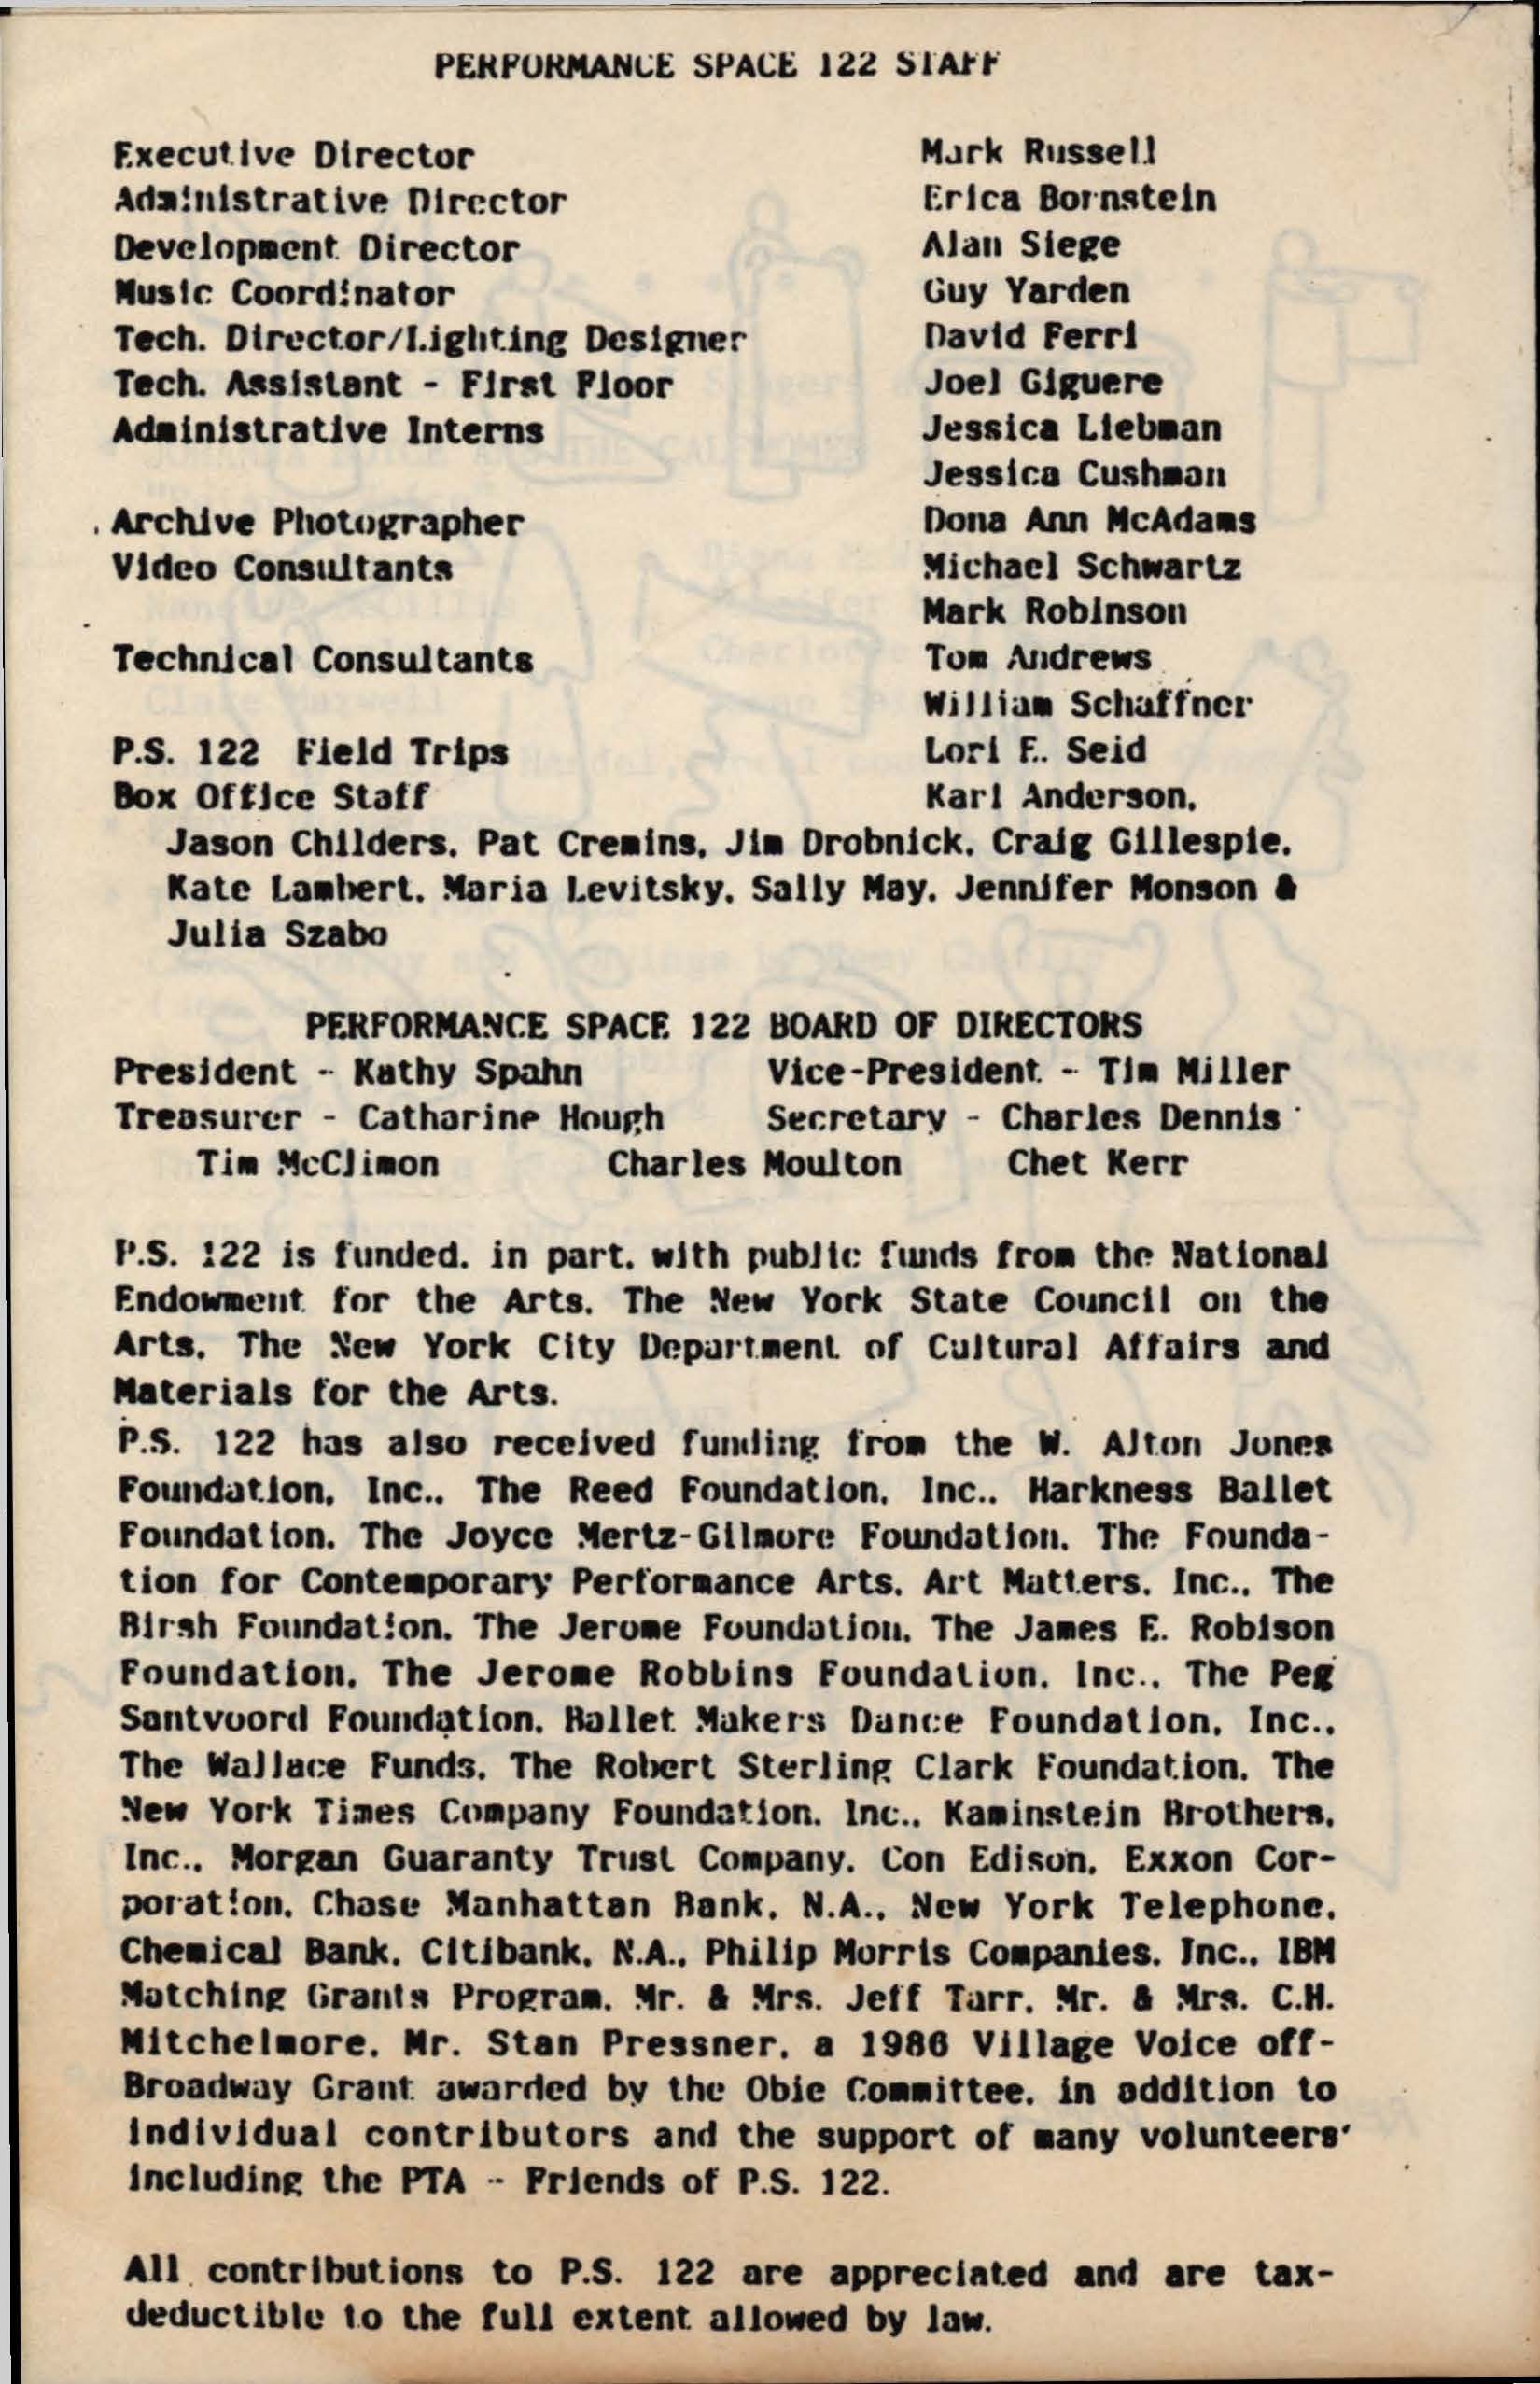 PERFORMANCE SPACE 122 STAFF
Executive Director Mark Russell
Administrative Director Erica Bornstein
Development Director Alan Siege
Music Coordinator Guy Yarden
Tech. Director/Lighting Designer David Ferri
Tech. Assistant - First Floor Joel Giguere
Administrative Interns Jessica Liebman
Jessica Cushman
Archive Photographer Dona Ann McAdams
Video Consultants Michael Schwartz
Mark Robinson
Technical Consultants Tom Andrews
William Schaffner
P.S. 122 Field Trips Lori E. Seid
Box Office Staff Karl Anderson,
Jason Childers, Pat Cremins, Jim Drobnick, Craig Gillespie,
Kate Lambert, Maria Levitsky, Sally May, Jennifer Monson &
Julia Szabo
PERFORMANCE SPACE 122 BOARD OF DIRECTORS
President - Kathy Spahn Vice-President - Tim Miller
Treasurer - Catharine Hough Secretary - Charles Dennis
Tim McClimon Charles Moulton Chet Kerr
P.S. 122 is funded, in part, with public funds from the National
Endowment for the Arts, The New York State Council on the
Arts, The New York City Department of Cultural Affairs and
Materials for the Arts.
P.S. 122 has also received funding from the W. Alton Jones
Foundation, Inc., The Reed Foundation, Inc., Harkness Ballet
Foundation, The Joyce Mertz-Gilmore Foundation, The Founda-
tion for Contemporary Performance Arts, Art Matters, Inc., The
Birsh Foundation, The Jerome Foundation, The James E. Robison
Foundation, The Jerome Robbins Foundation, Inc., The Peg
Santvoord Foundation, Ballet Makers Dance Foundation, Inc.,
The Wallace Funds, The Robert Sterling Clark Foundation, The
New York Times Company Foundation, Inc., Kaminstein Brothers,
Inc., Morgan Guaranty Trust Company, Con Edison, Exxon Cor-
poration, Chase Manhattan Bank, N.A., New York Telephone,
Chemical Bank, Citibank, N.A., Philip Morris Companies, Inc., IBM
Matching Grants Program, Mr. & Mrs. Jeff Tarr, Mr. & Mrs. C.H.
Mitchelmore, Mr. Stan Pressner, a 1986 Village Voice off-
Broadway Grant awarded by the Obie Committee, in addition to
individual contributors and the support of many volunteers'
including the PTA - Friends of P.S. 122.
All contributions to P.S. 122 are appreciated and are tax-
deductible to the full extent allowed by law.